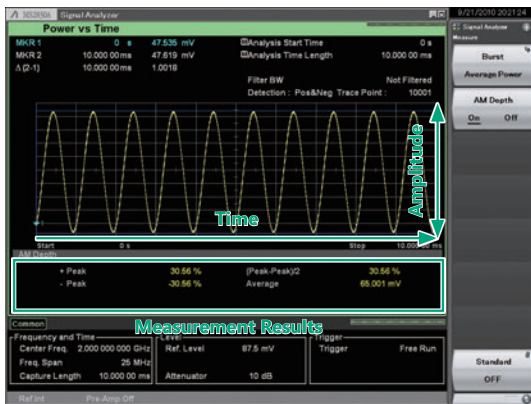 MS2830A Signal Analyzer
9/21/2010 20:21:24
Power vs Time
Signal Analyzer
Measure
MKR 1 0 s 47.535 mV Analysis Start Time 0 s
MKR 2 10.000 00 ms 47.619 mV Analysis Time Length 10.000 00 ms
Δ (2-1) 10.000 00 ms 1.0018
Filter BW Not Filtered
Detection : Pos&Neg Trace Point : 10001
Burst
Average Power
AM Depth
On Off
Amplitude
Time
Start 0 s Stop 10.000 00 ms
AM Depth
+ Peak 30.56 % (Peak-Peak)/2 30.56 %
- Peak -30.56 % Average 65.001 mV
Measurement Results
Common
Frequency and Time Level Trigger
Center Freq. 2.000 000 000 GHz Ref. Level 87.5 mV Trigger Free Run
Freq. Span 25 MHz
Capture Length 10.000 00 ms Attenuator 10 dB
Standard
OFF
Ref.Int Pre-Amp Off